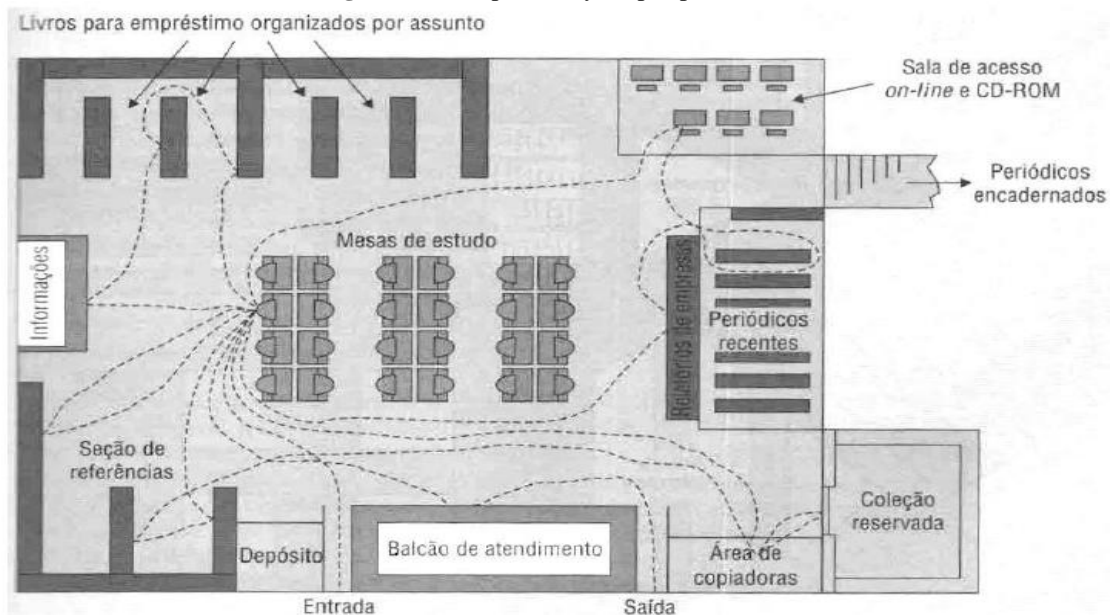 Livros para empréstimo organizados por assunto
Sala de acesso
on-line e CD-ROM
Periódicos
encadernados
Informações
Mesas de estudo
Relatórios de empresas
Periódicos
recentes
Seção de
referências
Coleção
reservada
Depósito
Balcão de atendimento
Área de
copiadoras
Entrada
Saída